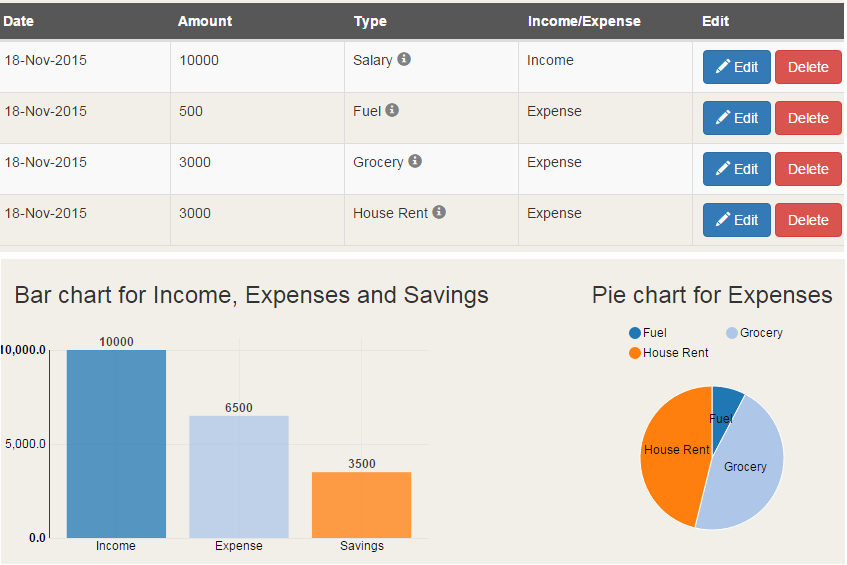 Date Amount Type Income/Expense Edit
18-Nov-2015 10000 Salary Income Edit Delete
18-Nov-2015 500 Fuel Expense Edit Delete
18-Nov-2015 3000 Grocery Expense Edit Delete
18-Nov-2015 3000 House Rent Expense Edit Delete
Bar chart for Income, Expenses and Savings
10,000.0
5,000.0
0.0
10000
6500
3500
Income Expense Savings
Pie chart for Expenses
Fuel Grocery
House Rent
Fuel
House Rent
Grocery